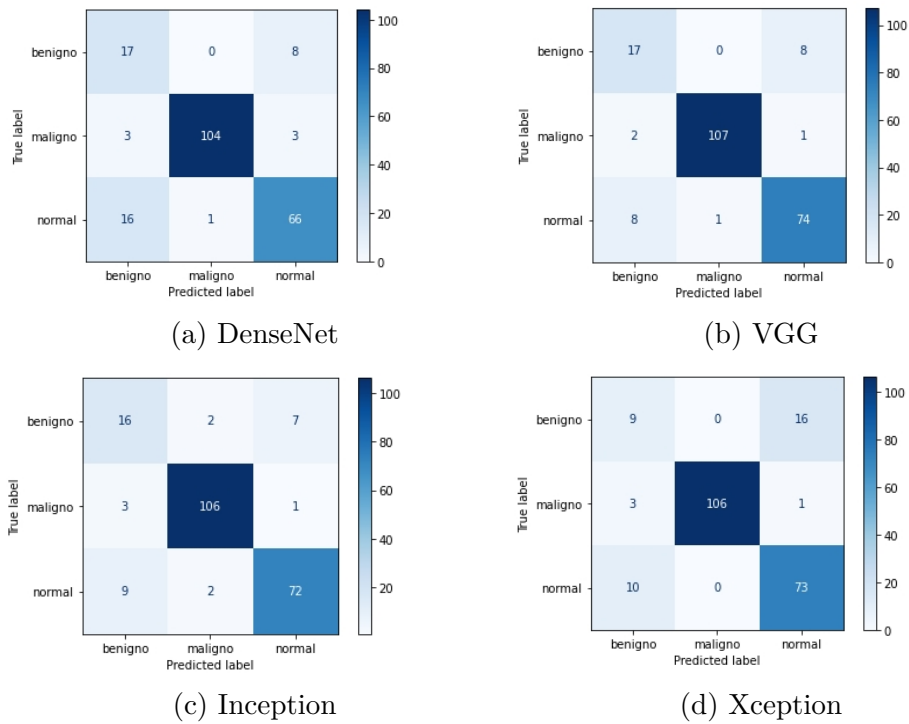 benigno 17 0 8 100
80
True label maligno 3 104 3 60
40
normal 16 1 66 20
0
benigno maligno normal
Predicted label
(a) DenseNet
benigno 17 0 8 100
80
True label maligno 2 107 1 60
40
normal 8 1 74 20
0
benigno maligno normal
Predicted label
(b) VGG
benigno 16 2 7 100
80
True label maligno 3 106 1 60
40
normal 9 2 72 20
benigno maligno normal
Predicted label
(c) Inception
benigno 9 0 16 100
80
True label maligno 3 106 1 60
40
normal 10 0 73 20
0
benigno maligno normal
Predicted label
(d) Xception